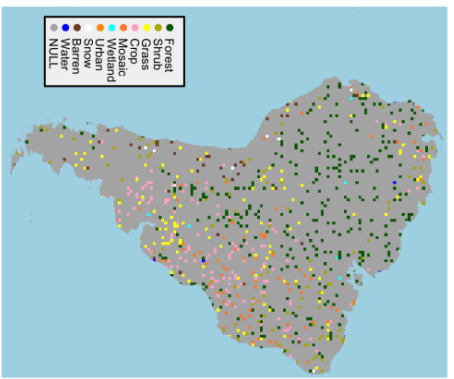 Forest
Shrub
Grass
Crop
Mosaic
Wetland
Urban
Snow
Barren
Water
NULL